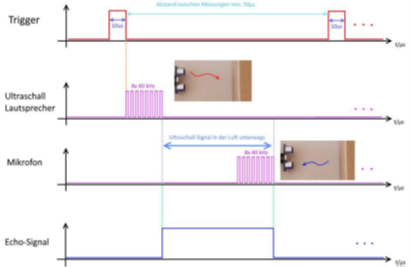 Abstand zwischen Messungen min. 50µs
Trigger
10µs
10µs
t/µs
8x 40 kHz
Ultraschall
Lautsprecher
t/µs
Ultraschall-Signal in der Luft unterwegs
Mikrofon
8x 40 kHz
t/µs
Echo-Signal
t/µs